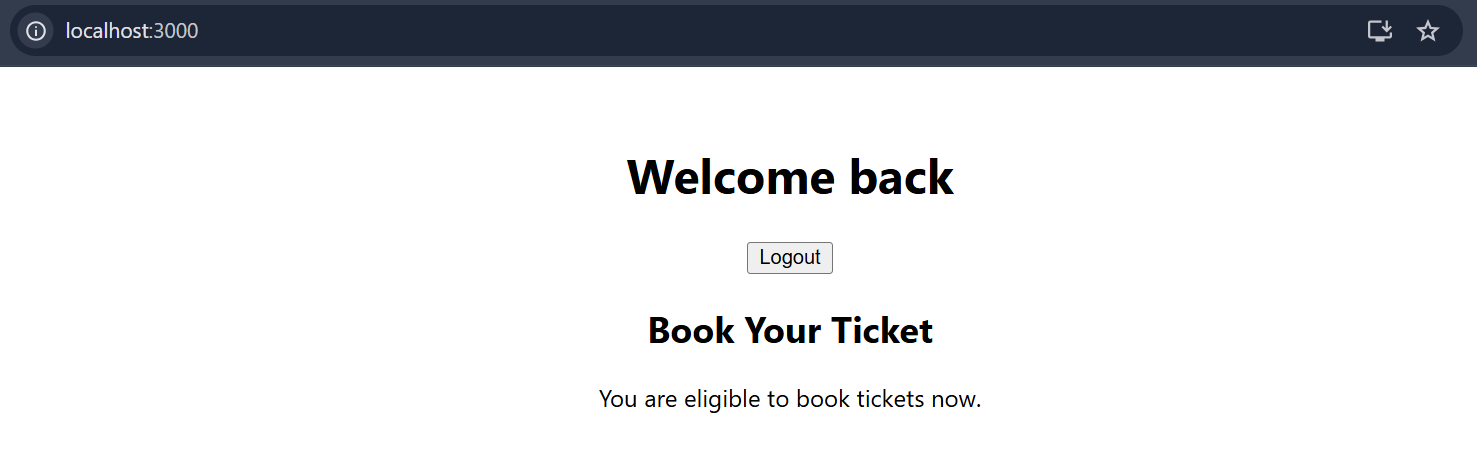 localhost:3000
Welcome back
Logout
Book Your Ticket
You are eligible to book tickets now.